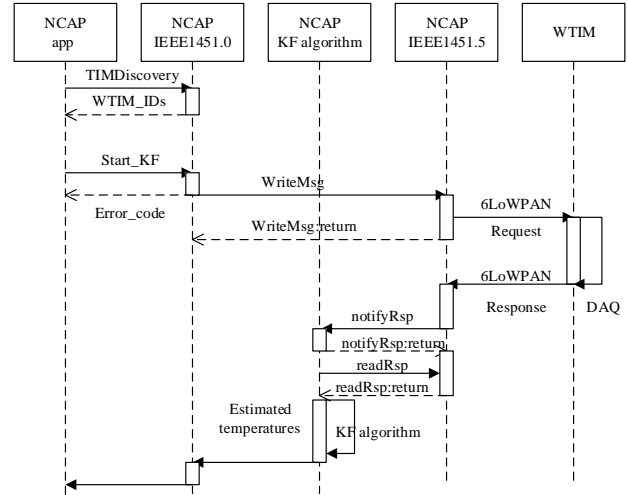 NCAP
app
NCAP
IEEE1451.0
NCAP
KF algorithm
NCAP
IEEE1451.5
WTIM
TIMDiscovery
WTIM_IDs
Start_KF
WriteMsg
Error_code
6LoWPAN
WriteMsg:return
Request
6LoWPAN
Response
DAQ
notifyRsp
notifyRsp:return
readRsp
readRsp:return
Estimated
temperatures
KF algorithm